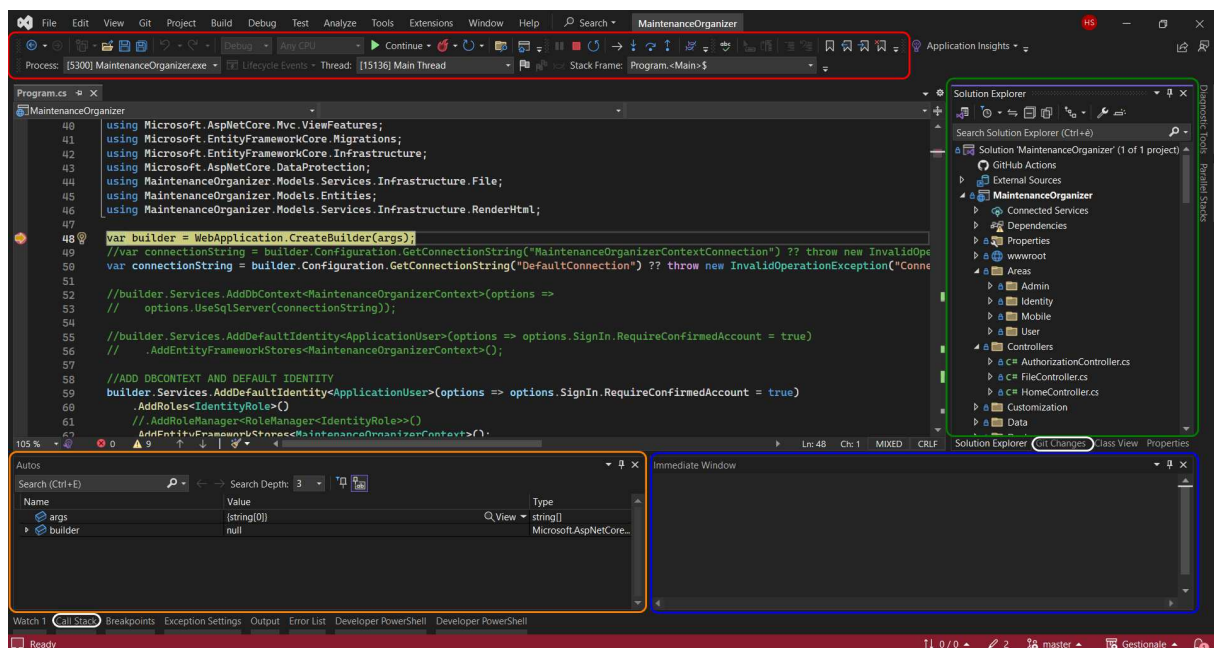 File Edit View Git Project Build Debug Test Analyze Tools Extensions Window Help Search MaintenanceOrganizer HS
Debug Any CPU Continue Application Insights
Process: [5300] MaintenanceOrganizer.exe Lifecycle Events Thread: [15136] Main Thread Stack Frame: Program.<Main>$
Program.cs
MaintenanceOrganizer
40 using Microsoft.AspNetCore.Mvc.ViewFeatures;
41 using Microsoft.EntityFrameworkCore.Migrations;
42 using Microsoft.EntityFrameworkCore.Infrastructure;
43 using Microsoft.AspNetCore.DataProtection;
44 using MaintenanceOrganizer.Models.Services.Infrastructure.File;
45 using MaintenanceOrganizer.Models.Entities;
46 using MaintenanceOrganizer.Models.Services.Infrastructure.RenderHtml;
47
48 var builder = WebApplication.CreateBuilder(args);
49 //var connectionString = builder.Configuration.GetConnectionString("MaintenanceOrganizerContextConnection") ?? throw new InvalidOpe
50 var connectionString = builder.Configuration.GetConnectionString("DefaultConnection") ?? throw new InvalidOperationException("Conne
51
52 //builder.Services.AddDbContext<MaintenanceOrganizerContext>(options =>
53 // options.UseSqlServer(connectionString));
54
55 //builder.Services.AddDefaultIdentity<ApplicationUser>(options => options.SignIn.RequireConfirmedAccount = true)
56 // .AddEntityFrameworkStores<MaintenanceOrganizerContext>();
57
58 //ADD DBCONTEXT AND DEFAULT IDENTITY
59 builder.Services.AddDefaultIdentity<ApplicationUser>(options => options.SignIn.RequireConfirmedAccount = true)
60 .AddRoles<IdentityRole>()
61 //.AddRoleManager<RoleManager<IdentityRole>>()
62 .AddEntityFrameworkStores<MaintenanceOrganizerContext>();
105 % 0 9 Ln: 48 Ch: 1 MIXED CRLF
Solution Explorer
Search Solution Explorer (Ctrl+è)
Solution 'MaintenanceOrganizer' (1 of 1 project)
GitHub Actions
External Sources
MaintenanceOrganizer
Connected Services
Dependencies
Properties
wwwroot
Areas
Admin
Identity
Mobile
User
Controllers
C# AuthorizationController.cs
C# FileController.cs
C# HomeController.cs
Customization
Data
Solution Explorer Git Changes Class View Properties
Diagnostic Tools
Parallel Stacks
Autos
Search (Ctrl+E) Search Depth: 3
Name Value Type
args {string[0]} View string[]
builder null Microsoft.AspNetCore...
Immediate Window
Watch 1 Call Stack Breakpoints Exception Settings Output Error List Developer PowerShell Developer PowerShell
Ready 0 / 0 2 master Gestionale